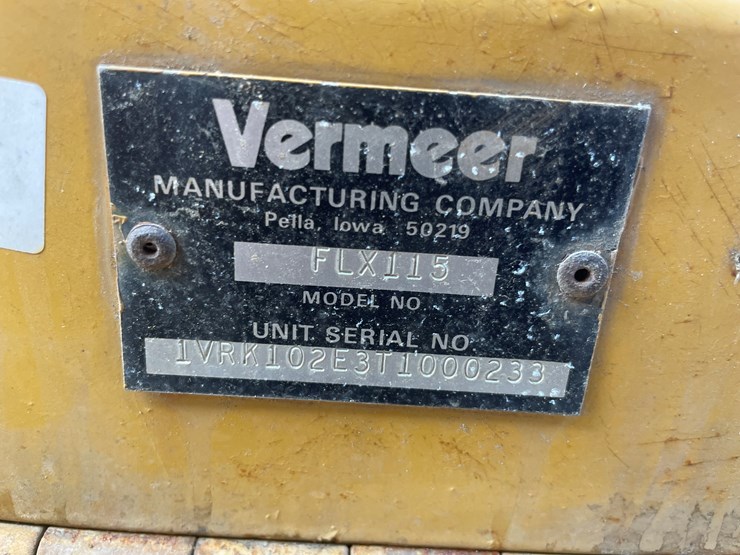 Vermeer
MANUFACTURING COMPANY
Pella, Iowa 50219
FLX115
MODEL NO
UNIT SERIAL NO
1VRK102E3T1000233